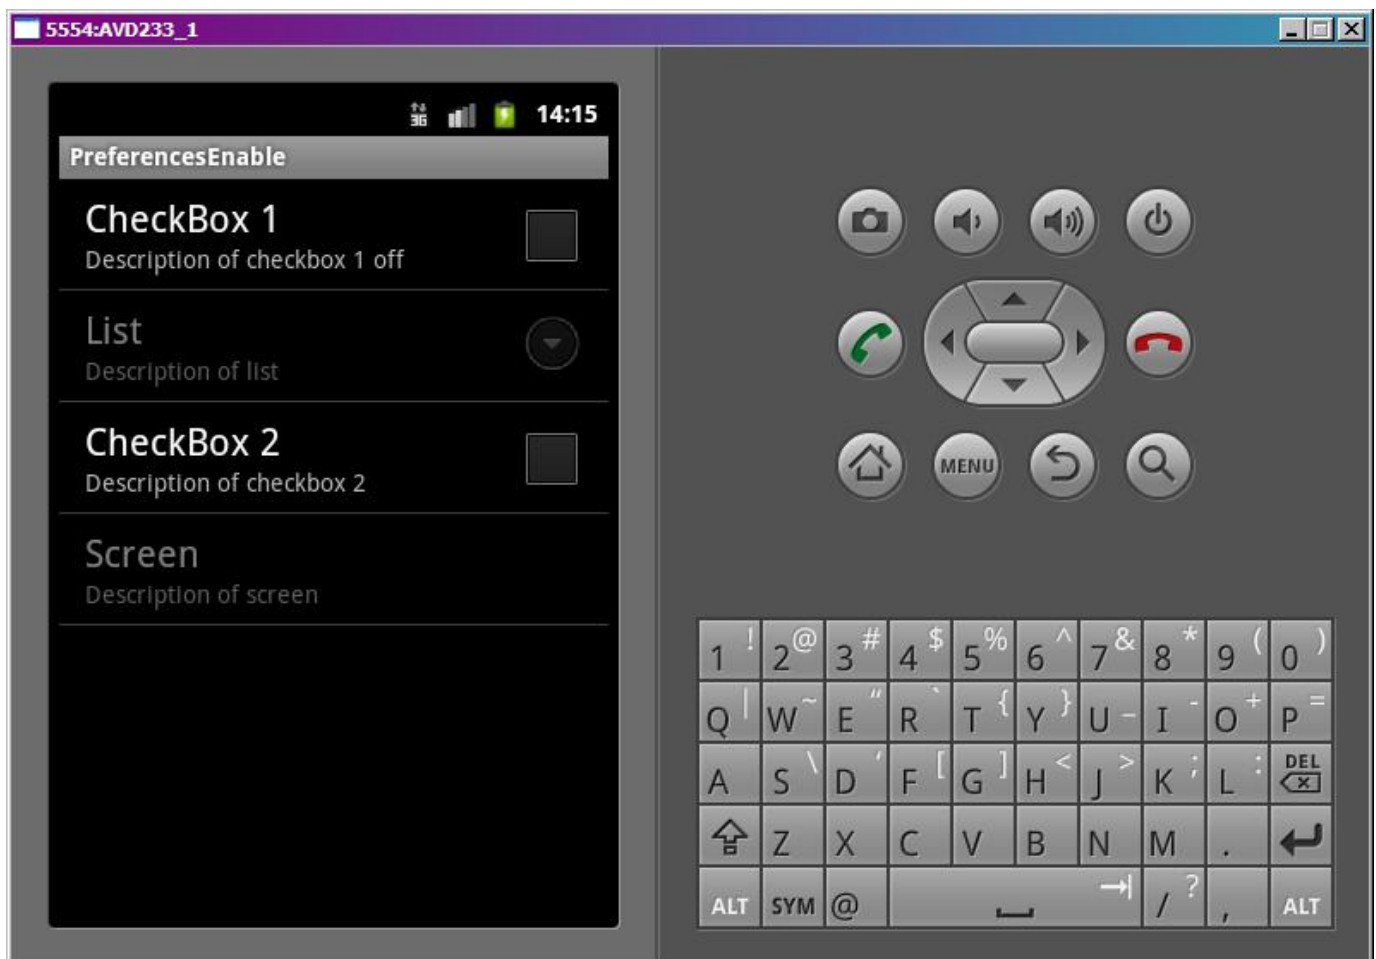 5554:AVD233_1
3G 14:15
PreferencesEnable
CheckBox 1
Description of checkbox 1 off
List
Description of list
CheckBox 2
Description of checkbox 2
Screen
Description of screen
MENU
1 ! 2 @ 3 # 4 $ 5 % 6 ^ 7 & 8 * 9 ( 0 )
Q | W ~ E “ R ` T { Y } U _ I - O + P =
A S \ D ‘ F [ G ] H < J > K ; L : DEL
Z X C V B N M .
ALT SYM @ / ? , ALT